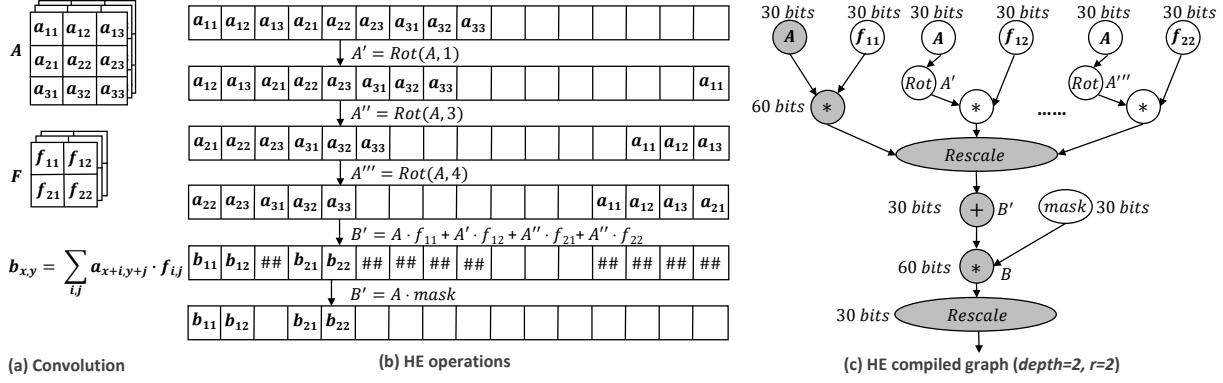 A
a11 a12 a13
a21 a22 a23
a31 a32 a33
F
f11 f12
f21 f22
b_{x,y} = ∑_{i,j} a_{x+i,y+j} · f_{i,j}
(a) Convolution
a11 a12 a13 a21 a22 a23 a31 a32 a33
A′ = Rot(A, 1)
a12 a13 a21 a22 a23 a31 a32 a33 a11
A′′ = Rot(A, 3)
a21 a22 a23 a31 a32 a33 a11 a12 a13
A′′′ = Rot(A, 4)
a22 a23 a31 a32 a33 a11 a12 a13 a21
B′ = A · f11 + A′ · f12 + A′′ · f21 + A′′ · f22
b11 b12 ## b21 b22 ## ## ## ## ## ## ## ##
B′ = A · mask
b11 b12 b21 b22
(b) HE operations
30 bits 30 bits 30 bits 30 bits 30 bits 30 bits
A f11 A f12 A f22
Rot A′ Rot A′′′
60 bits * * ...... *
Rescale
30 bits + B′ mask 30 bits
60 bits * B
30 bits Rescale
(c) HE compiled graph (depth=2, r=2)